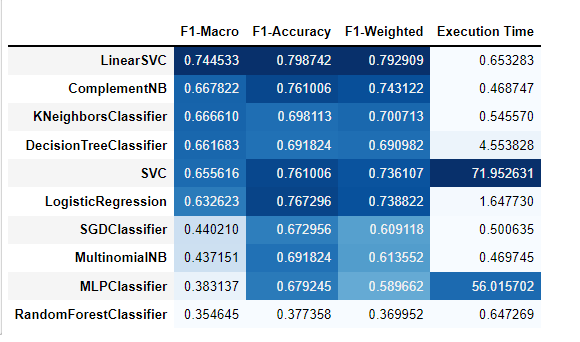 F1-Macro F1-Accuracy F1-Weighted Execution Time
LinearSVC 0.744533 0.798742 0.792909 0.653283
ComplementNB 0.667822 0.761006 0.743122 0.468747
KNeighborsClassifier 0.666610 0.698113 0.700713 0.545570
DecisionTreeClassifier 0.661683 0.691824 0.690982 4.553828
SVC 0.655616 0.761006 0.736107 71.952631
LogisticRegression 0.632623 0.767296 0.738822 1.647730
SGDClassifier 0.440210 0.672956 0.609118 0.500635
MultinomialNB 0.437151 0.691824 0.613552 0.469745
MLPClassifier 0.383137 0.679245 0.589662 56.015702
RandomForestClassifier 0.354645 0.377358 0.369952 0.647269